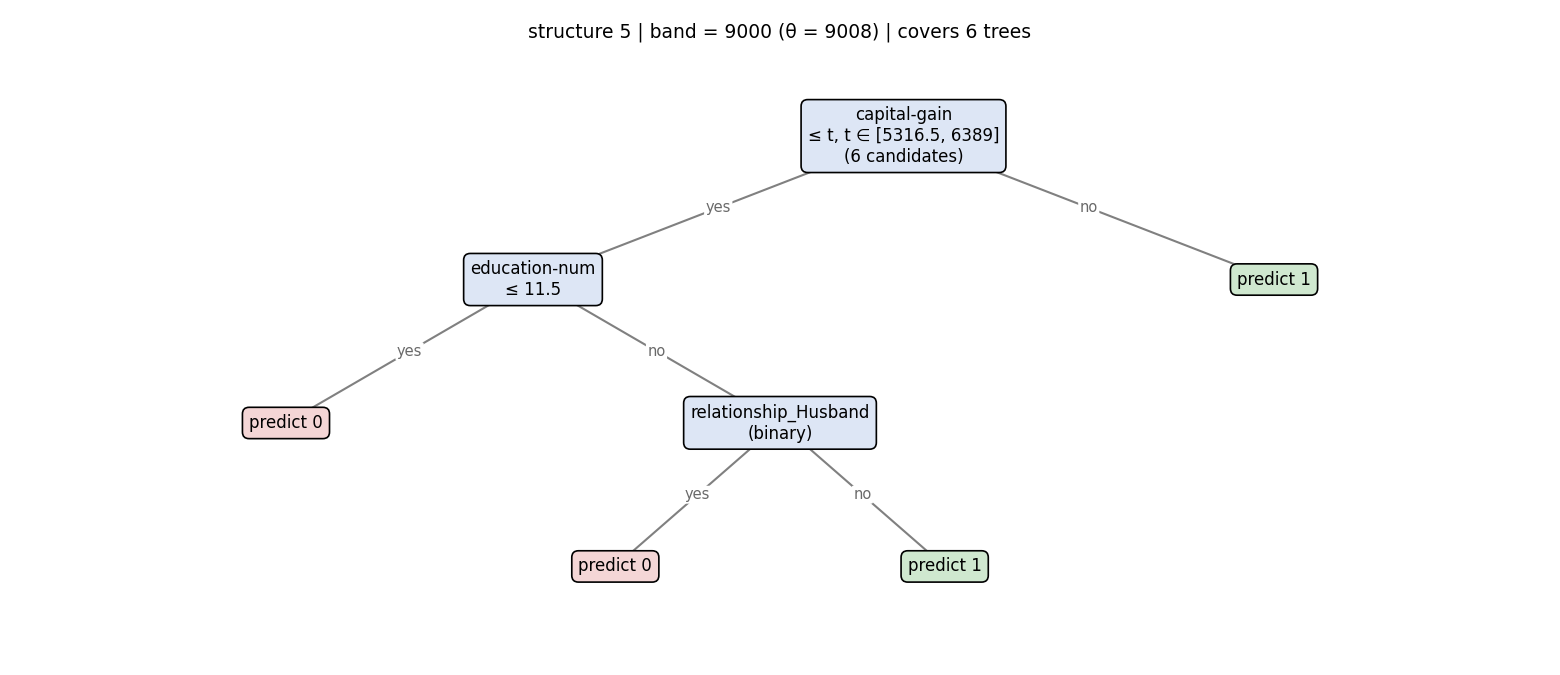 structure 5 | band = 9000 (θ = 9008) | covers 6 trees
capital-gain
≤ t, t ∈ [5316.5, 6389]
(6 candidates)
yes
no
education-num
≤ 11.5
predict 1
yes
no
predict 0
relationship_Husband
(binary)
yes
no
predict 0
predict 1